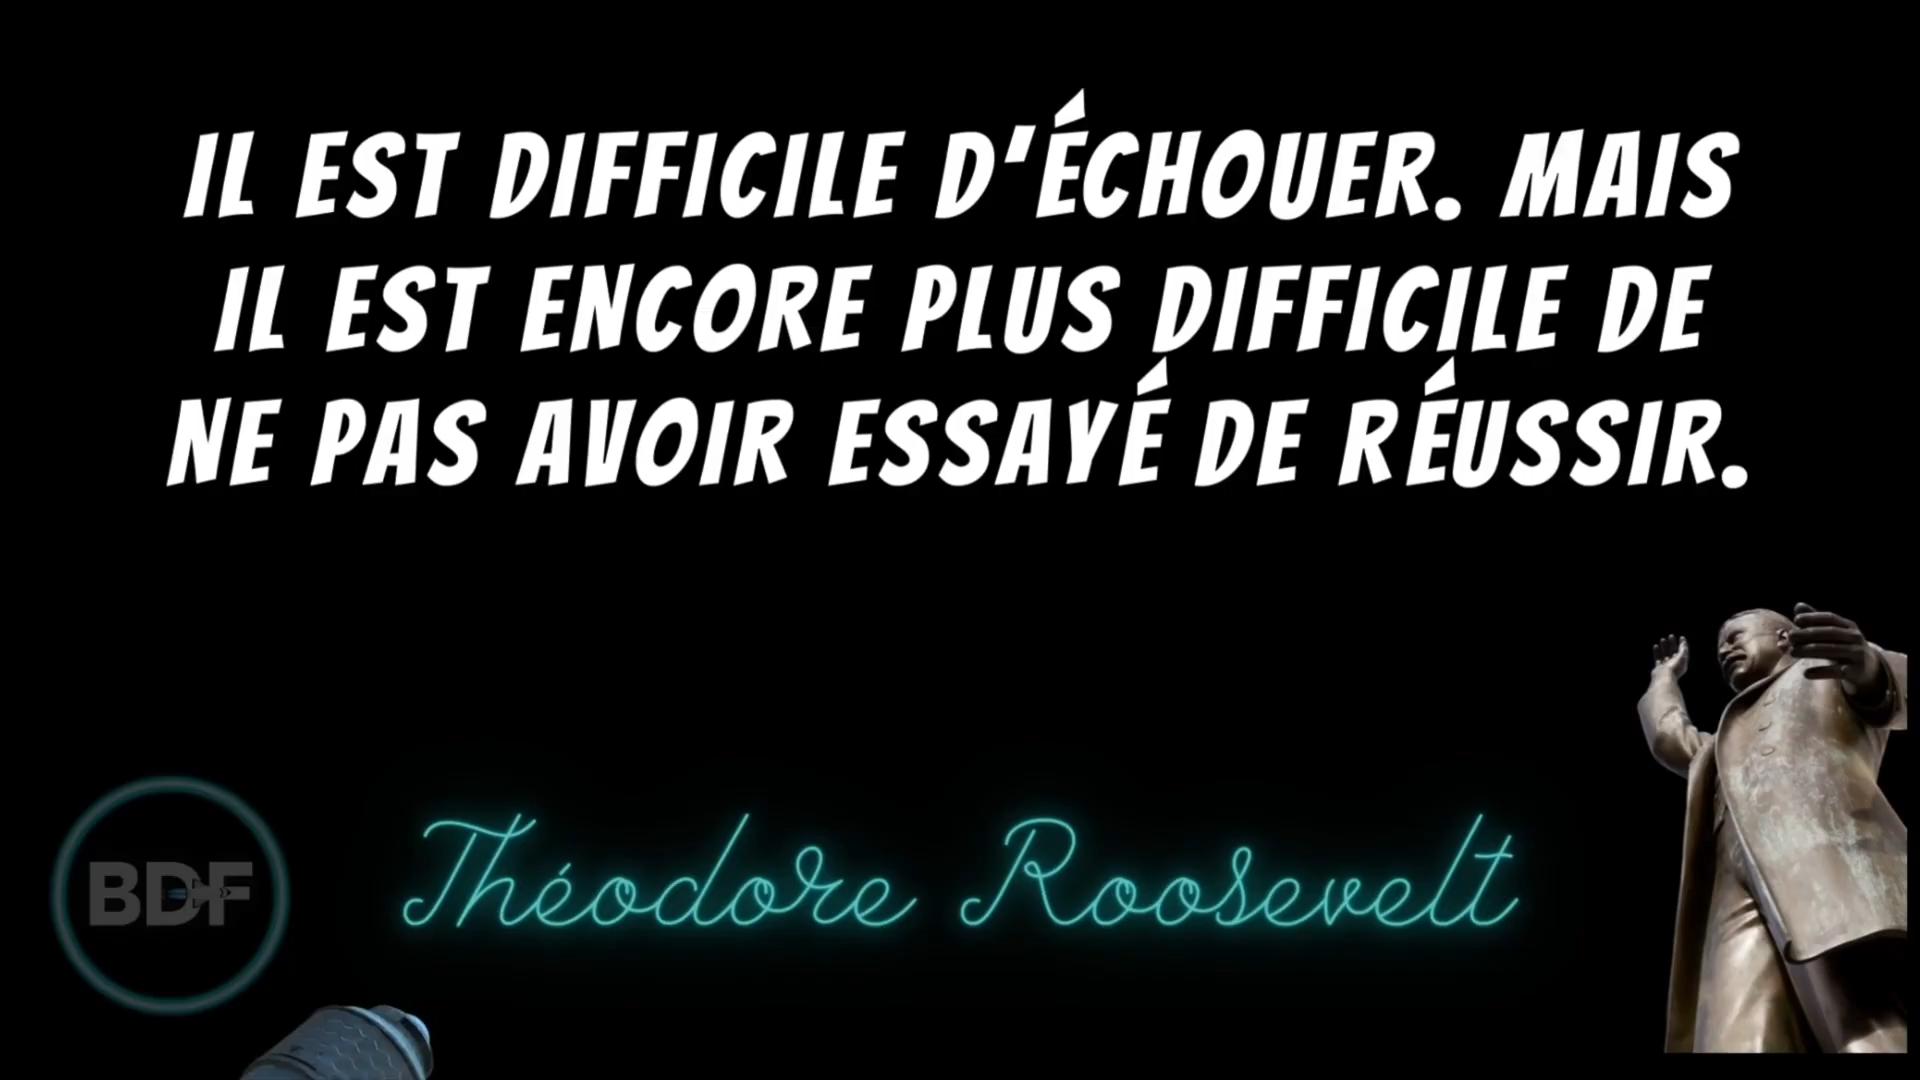 IL EST DIFFICILE D'ÉCHOUER. MAIS
IL EST ENCORE PLUS DIFFICILE DE
NE PAS AVOIR ESSAYÉ DE RÉUSSIR.
Théodore Roosevelt
BDF